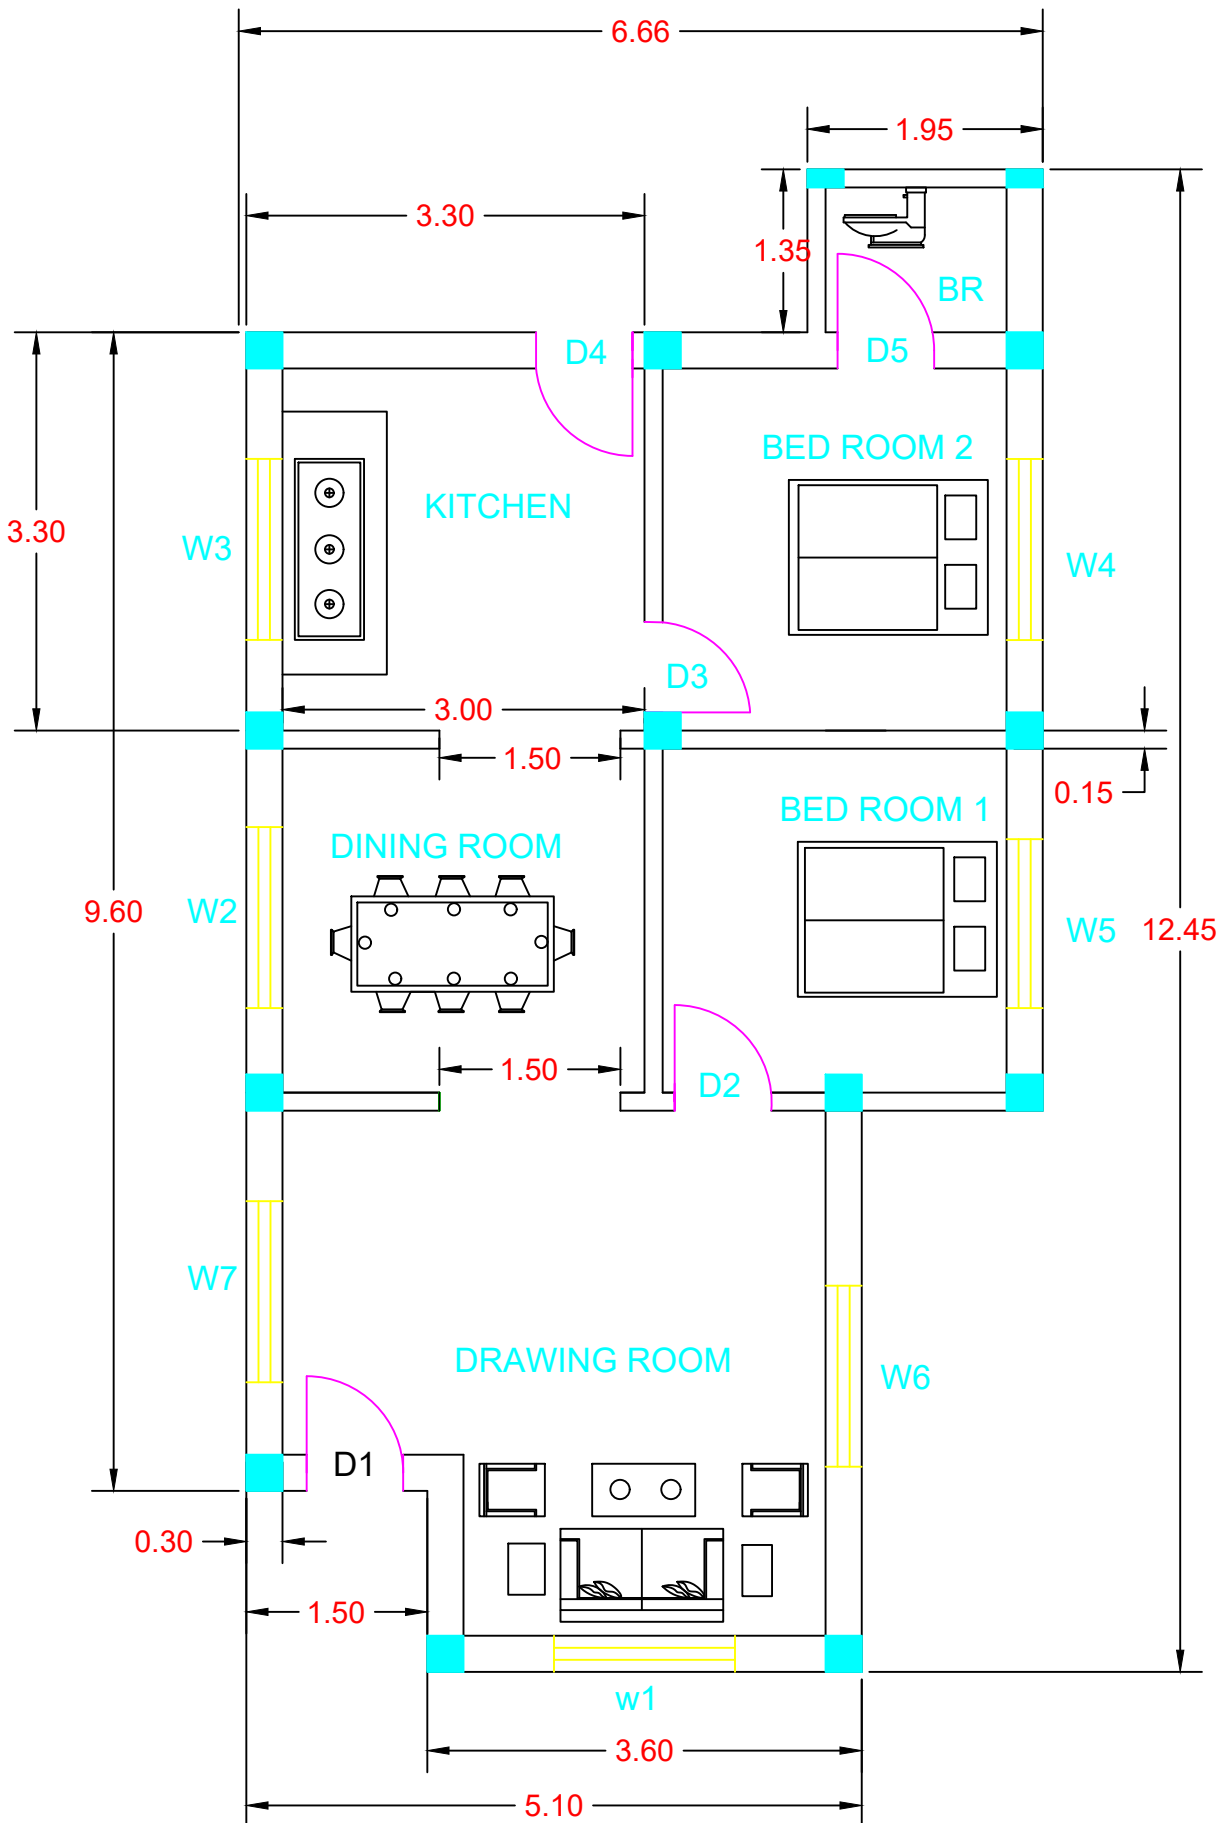 6.66
1.95
3.30
1.35
BR
D4
D5
BED ROOM 2
KITCHEN
3.30
W3
W4
D3
3.00
1.50
0.15
BED ROOM 1
DINING ROOM
9.60
W2
W5
12.45
1.50
D2
W7
DRAWING ROOM
W6
D1
0.30
1.50
w1
3.60
5.10